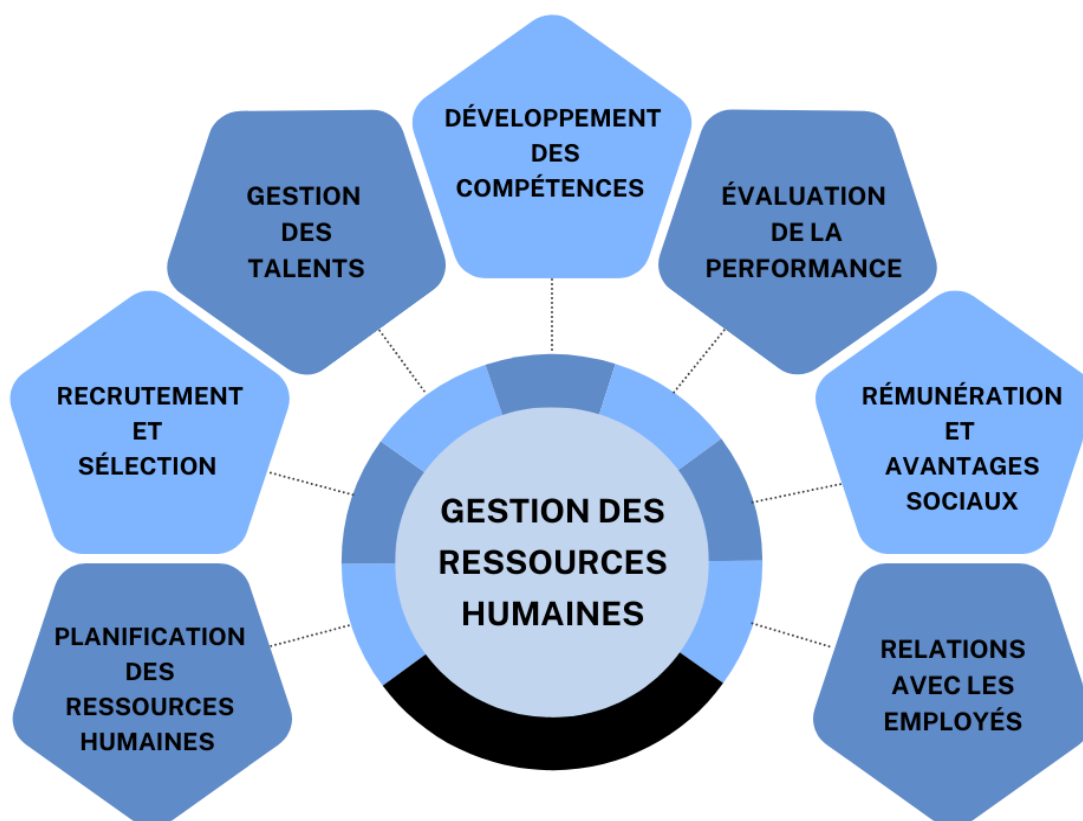 DÉVELOPPEMENT
DES
COMPÉTENCES
GESTION
DES
TALENTS
ÉVALUATION
DE LA
PERFORMANCE
RECRUTEMENT
ET
SÉLECTION
RÉMUNÉRATION
ET
AVANTAGES
SOCIAUX
GESTION DES
RESSOURCES
HUMAINES
PLANIFICATION
DES
RESSOURCES
HUMAINES
RELATIONS
AVEC LES
EMPLOYÉS